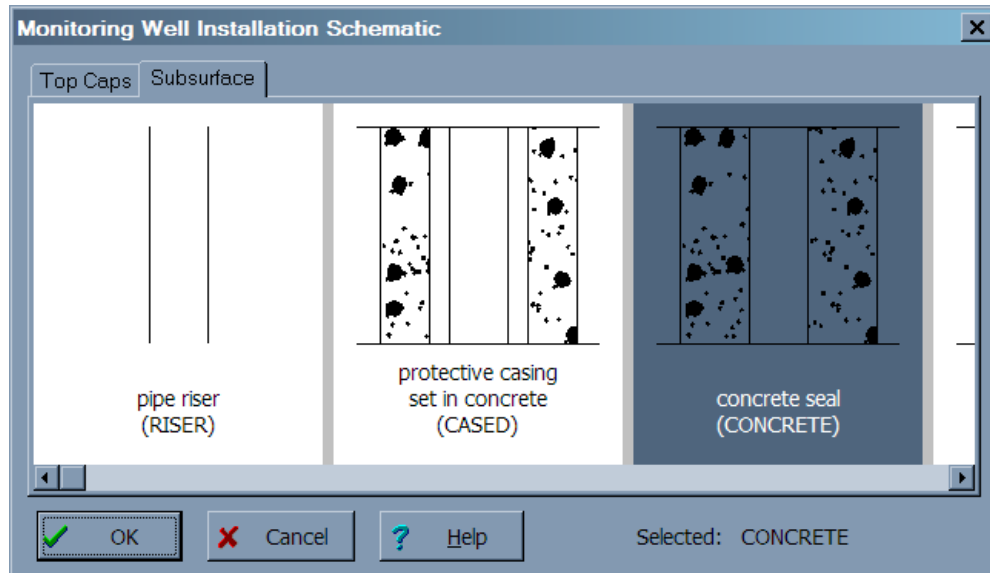 Monitoring Well Installation Schematic
Top Caps
Subsurface
pipe riser
(RISER)
protective casing
set in concrete
(CASED)
concrete seal
(CONCRETE)
OK
Cancel
Help
Selected: CONCRETE